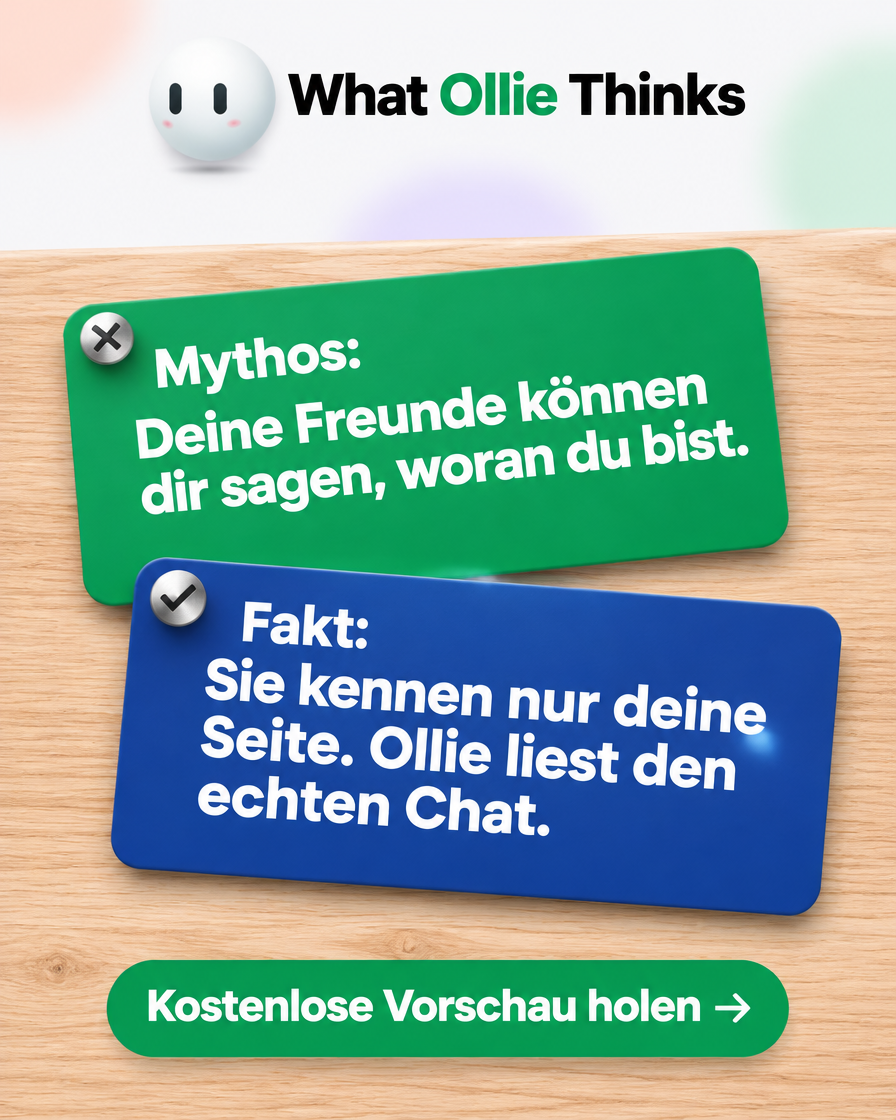 What Ollie Thinks
Mythos:
Deine Freunde können
dir sagen, woran du bist.
Fakt:
Sie kennen nur deine
Seite. Ollie liest den
echten Chat.
Kostenlose Vorschau holen →